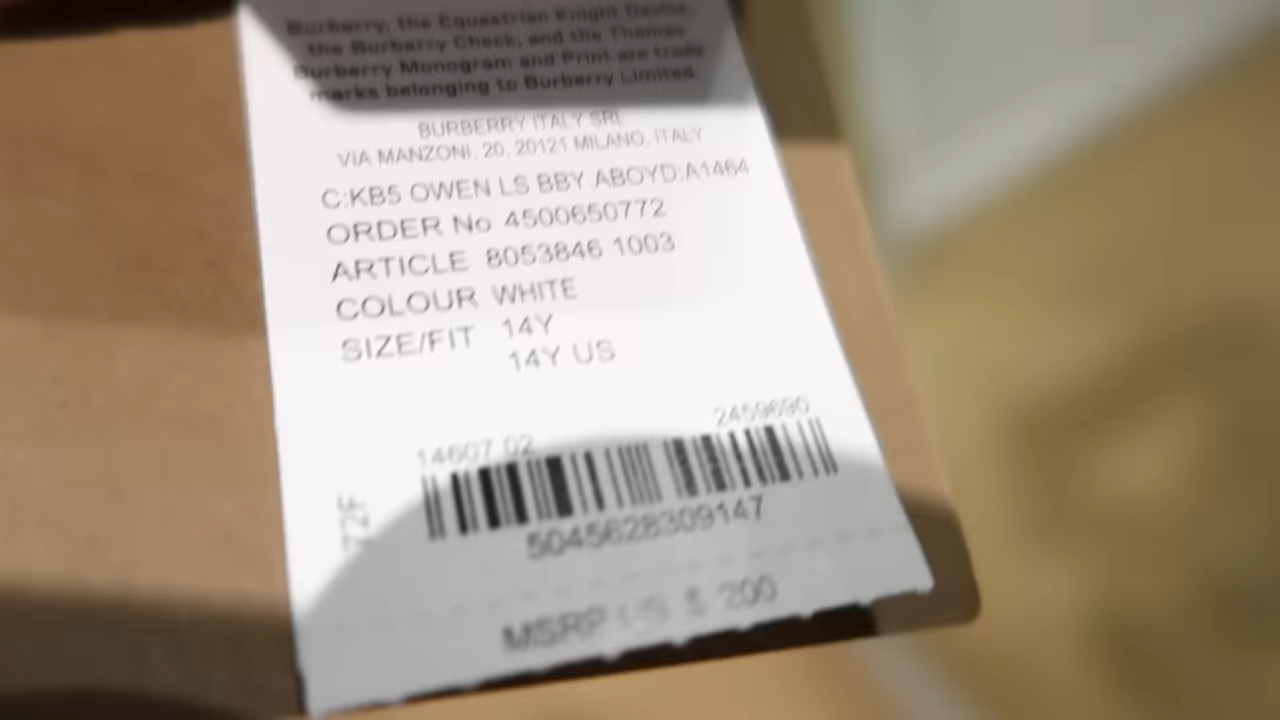 Burberry, the Equestrian Knight Device,
the Burberry Check, and the Thomas
Burberry Monogram and Print are trade
marks belonging to Burberry Limited.
BURBERRY ITALY SRL
VIA MANZONI, 20, 20121 MILANO, ITALY
C:KB5 OWEN LS BBY:ABOYD:A1464
ORDER No 4500650772
ARTICLE 8053846 1003
COLOUR WHITE
SIZE/FIT 14Y
14Y US
14607 02 2459690
5045628309147
MSRP US $ 200